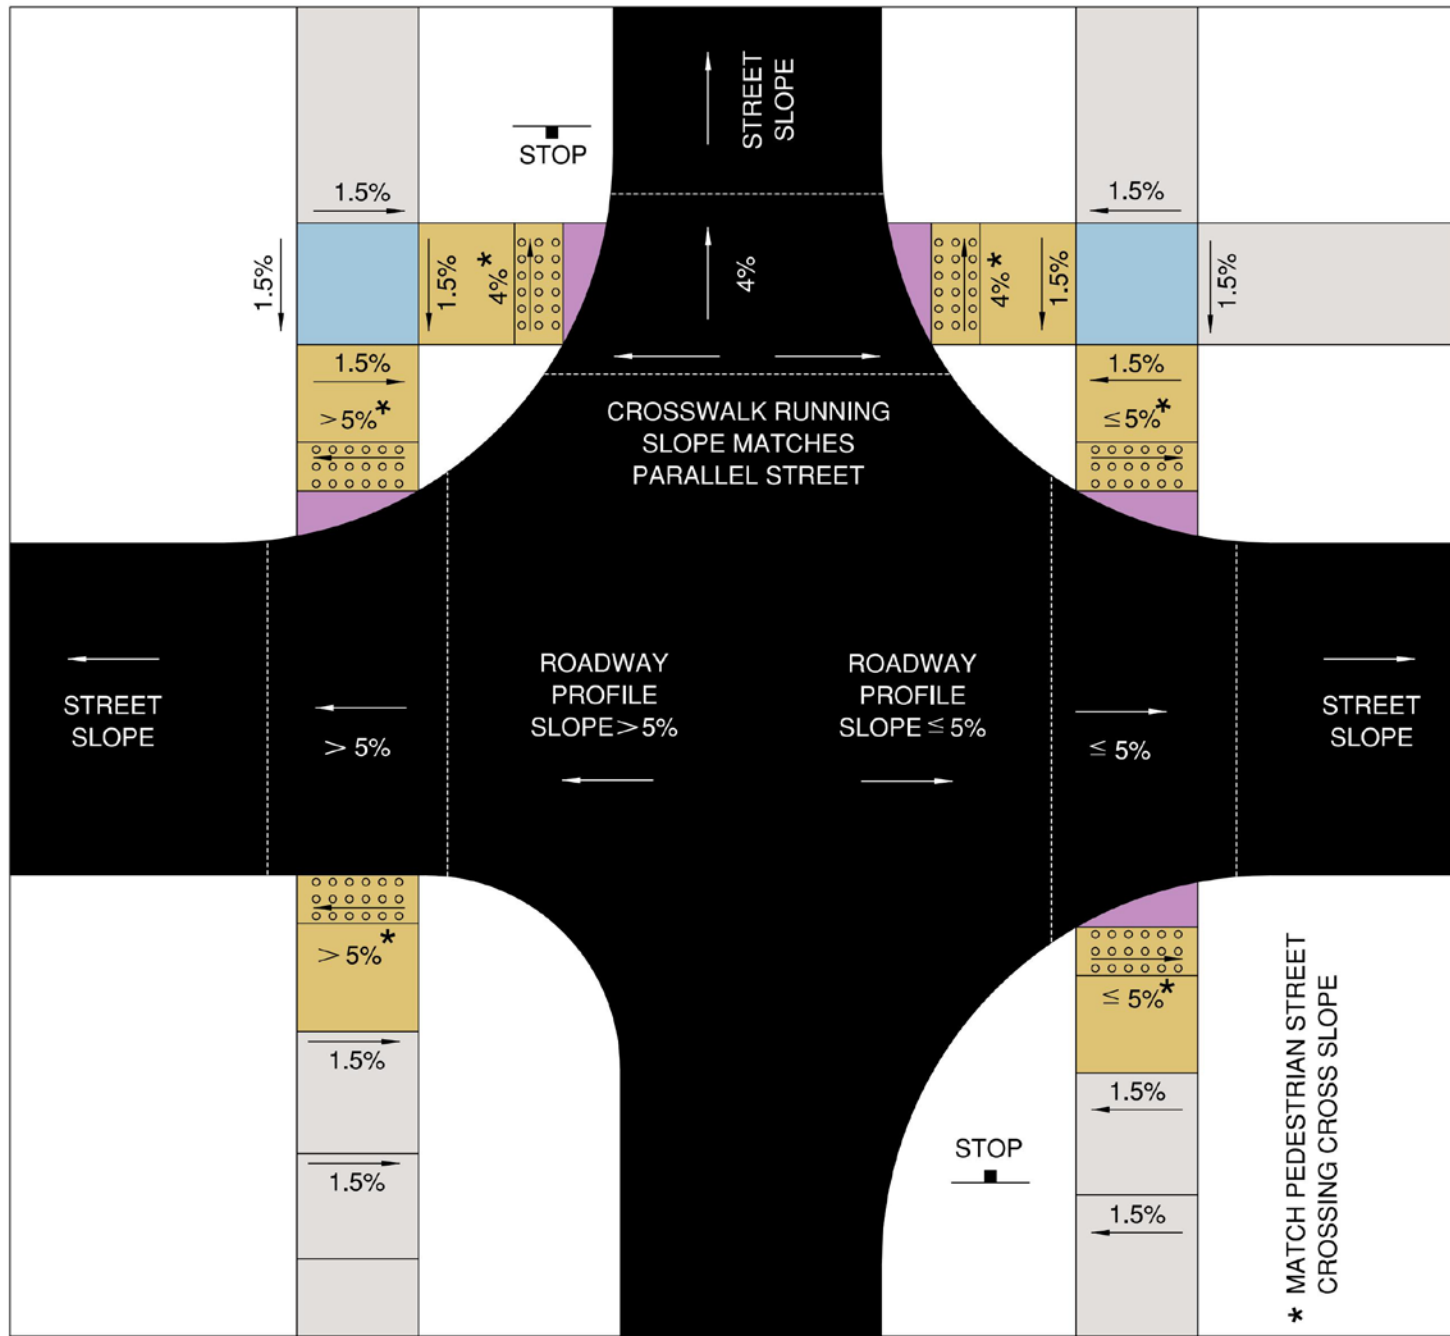 STREET
SLOPE
STOP
1.5%
1.5%
1.5%
1.5%
4%*
4%
4%*
1.5%
1.5%
1.5%
> 5%*
1.5%
≤ 5%*
CROSSWALK RUNNING
SLOPE MATCHES
PARALLEL STREET
STREET
SLOPE
> 5%
ROADWAY
PROFILE
SLOPE > 5%
ROADWAY
PROFILE
SLOPE ≤ 5%
≤ 5%
STREET
SLOPE
> 5%*
1.5%
1.5%
≤ 5%*
1.5%
1.5%
STOP
* MATCH PEDESTRIAN STREET
CROSSING CROSS SLOPE